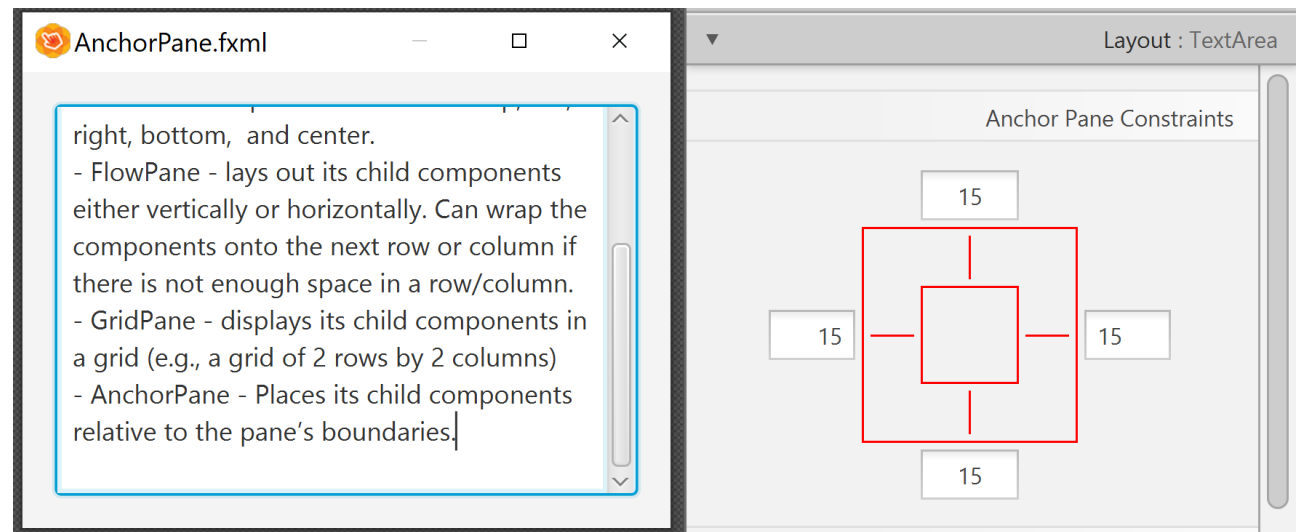 AnchorPane.fxml
right, bottom,  and center.
- FlowPane - lays out its child components
either vertically or horizontally. Can wrap the
components onto the next row or column if
there is not enough space in a row/column.
- GridPane - displays its child components in
a grid (e.g., a grid of 2 rows by 2 columns)
- AnchorPane - Places its child components
relative to the pane’s boundaries.
Layout : TextArea
Anchor Pane Constraints
15
15
15
15